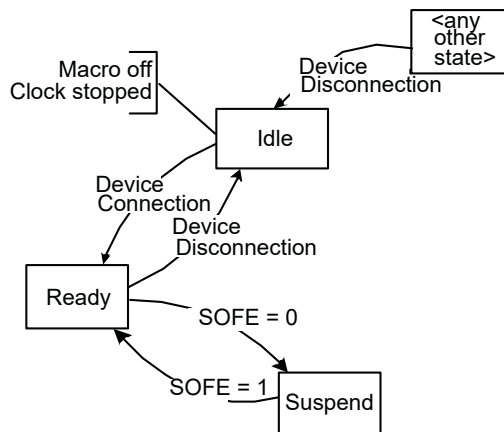 <any
other
state>
Macro off
Clock stopped
Device
Disconnection
Idle
Device
Connection
Device
Disconnection
Ready
SOFE = 0
SOFE = 1
Suspend